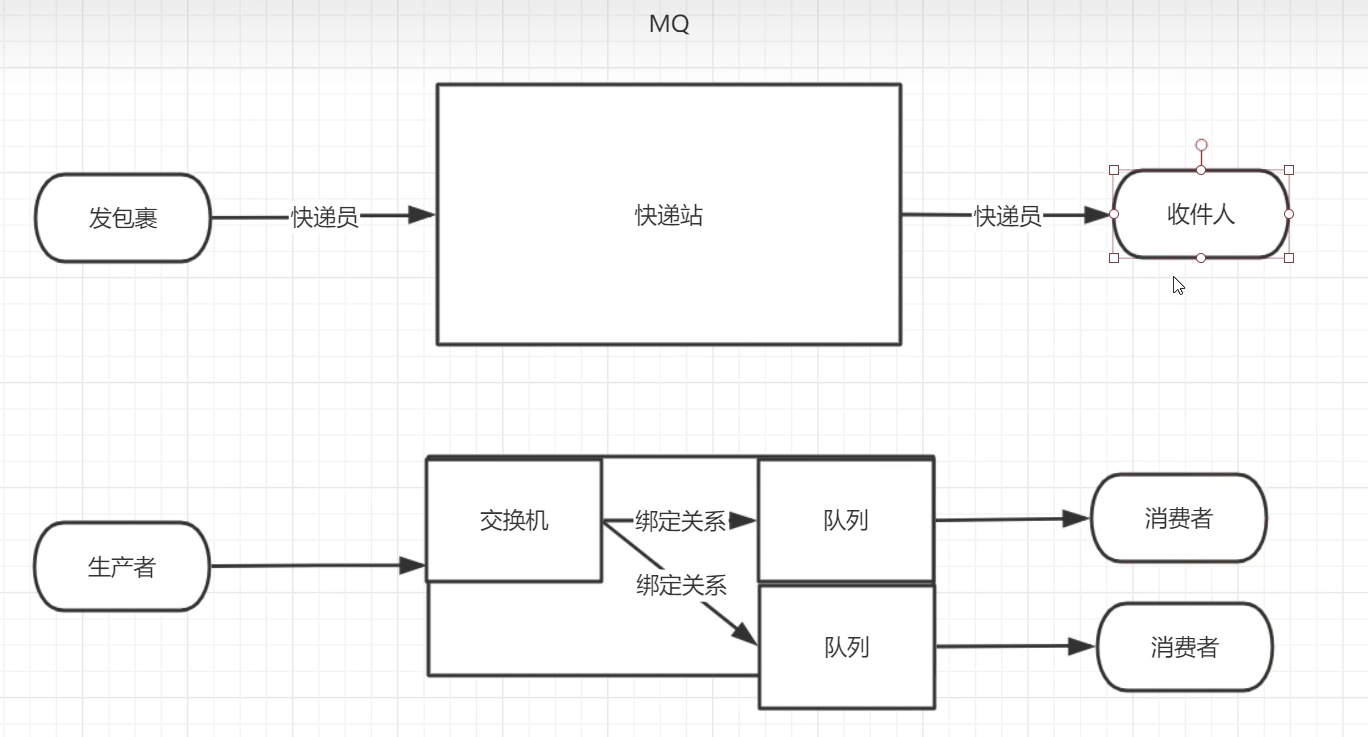 MQ
发包裹
快递员
快递站
快递员
收件人
生产者
交换机
绑定关系
队列
消费者
绑定关系
队列
消费者